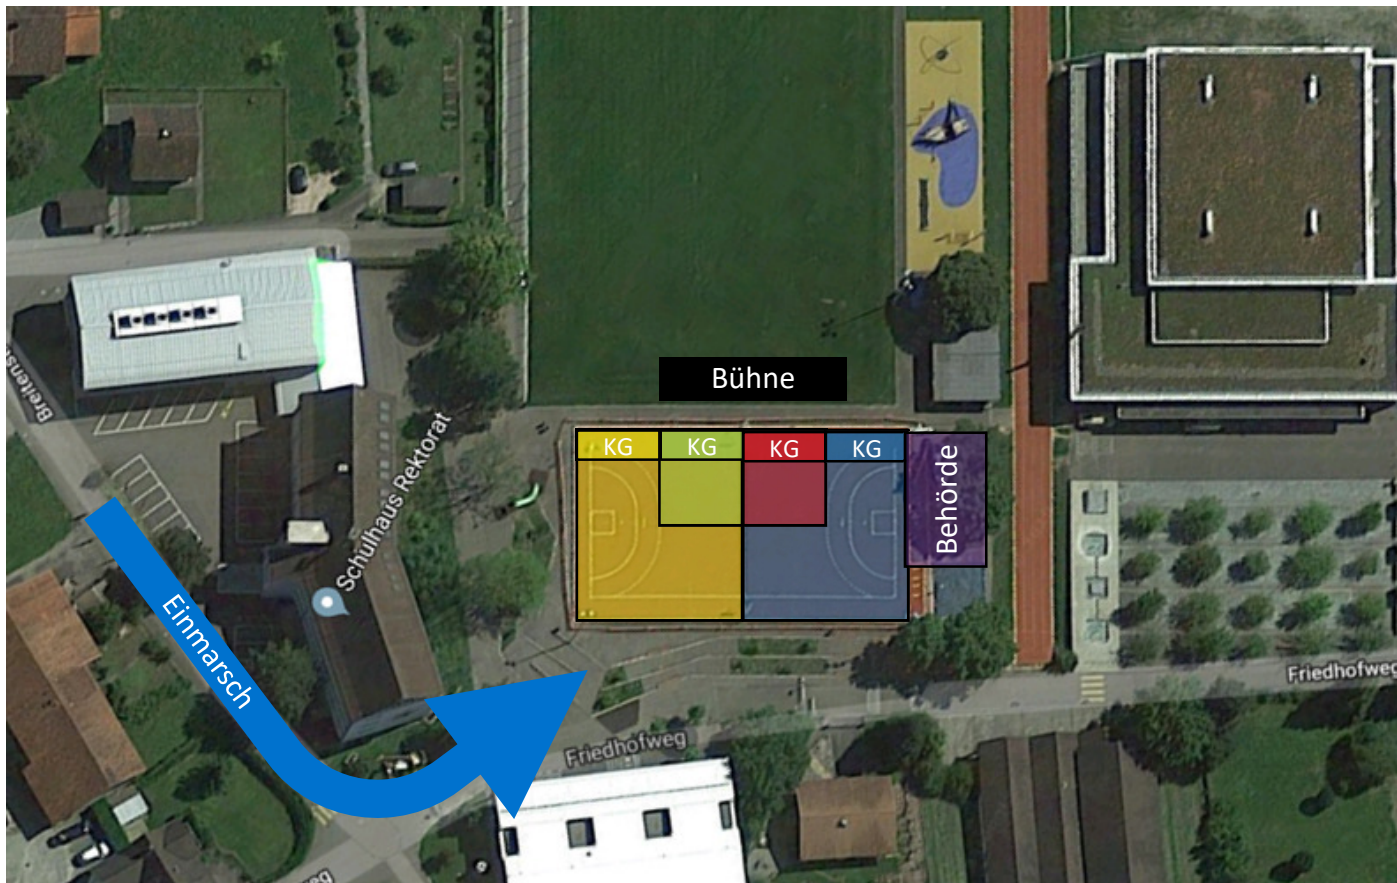 Bühne
KG
KG
KG
KG
Behörde
Schulhaus Rektorat
Einmarsch
Friedhofweg
Friedhofweg